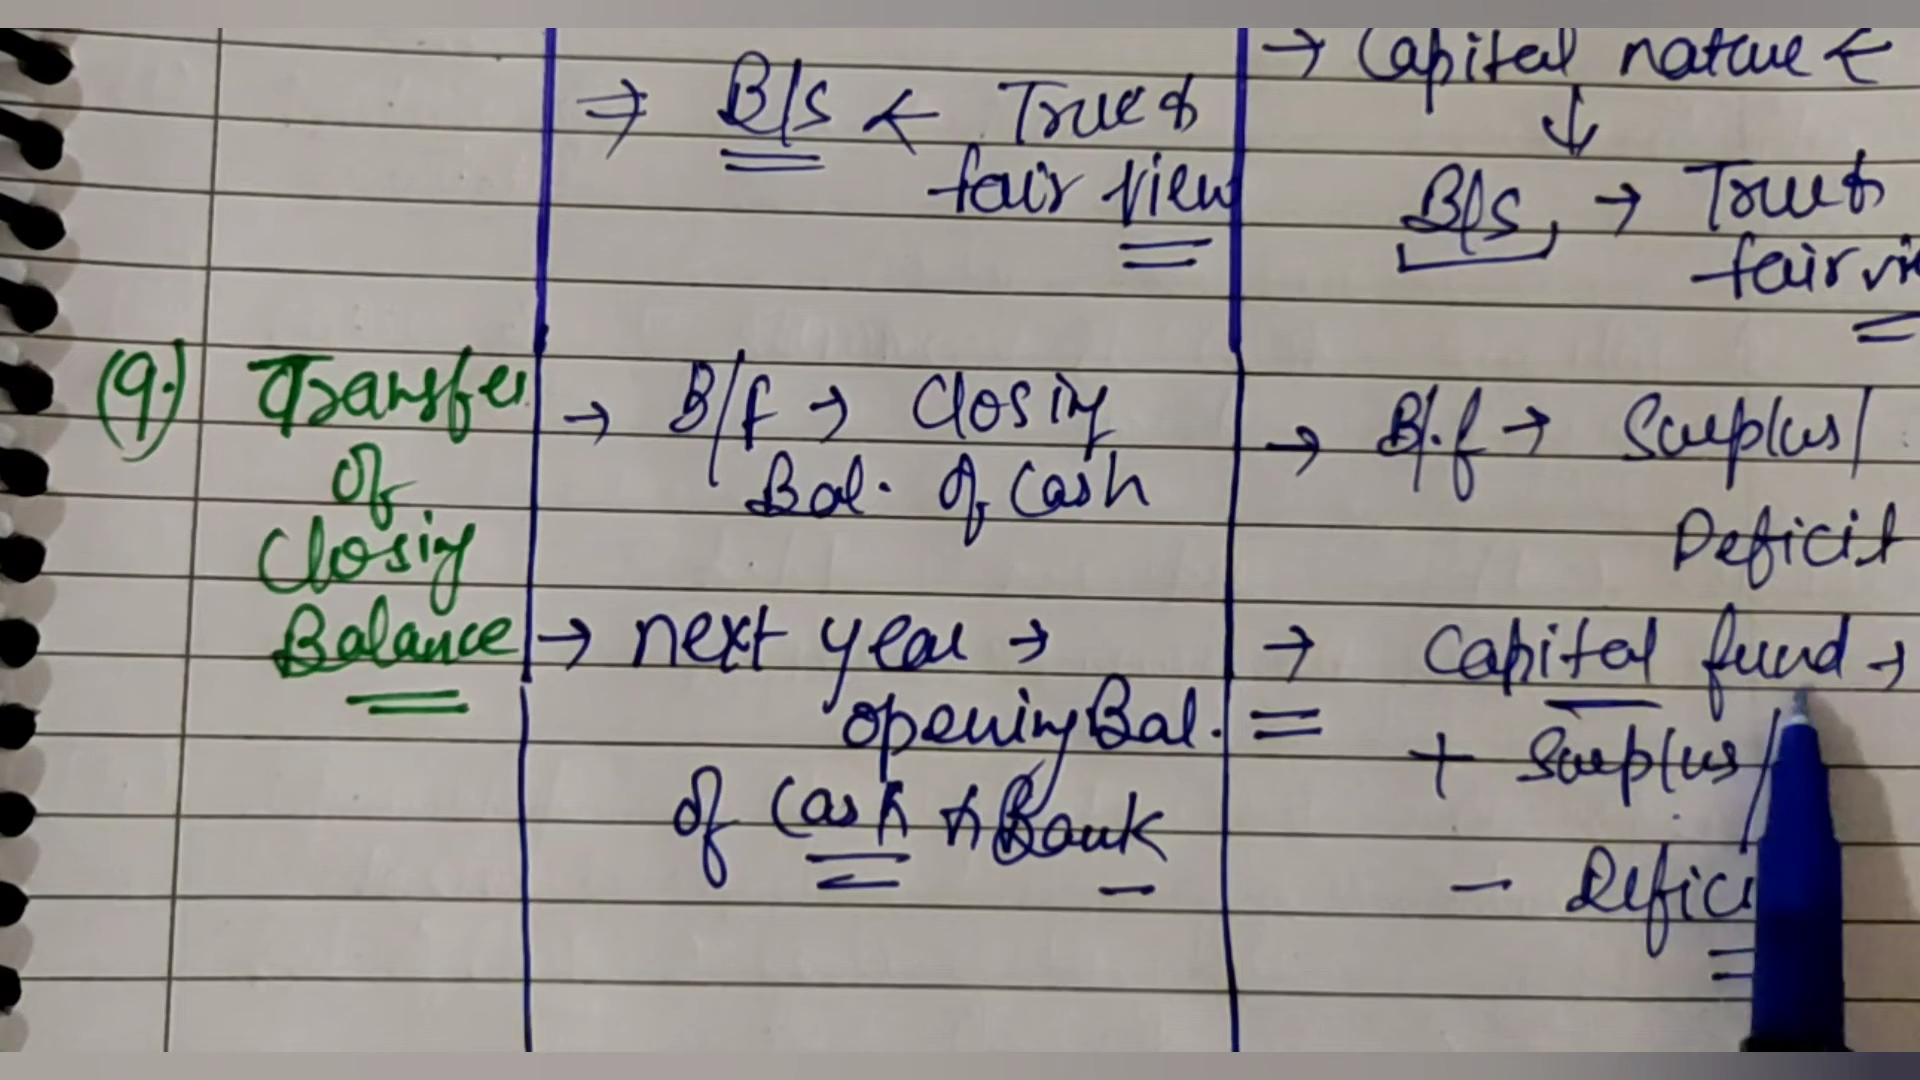 → Capital nature ←
⇒ B/S ← True &
fair view
↓
B/S → True &
fair vie
(9.) Transfer
of
Closing
Balance
→ B/f → Closing
Bal. of Cash
→ next year →
opening Bal.
of Cash & Bank
→ B/.f → Surplus/
Deficit
→ Capital fund →
+ Surplus/
- Defici